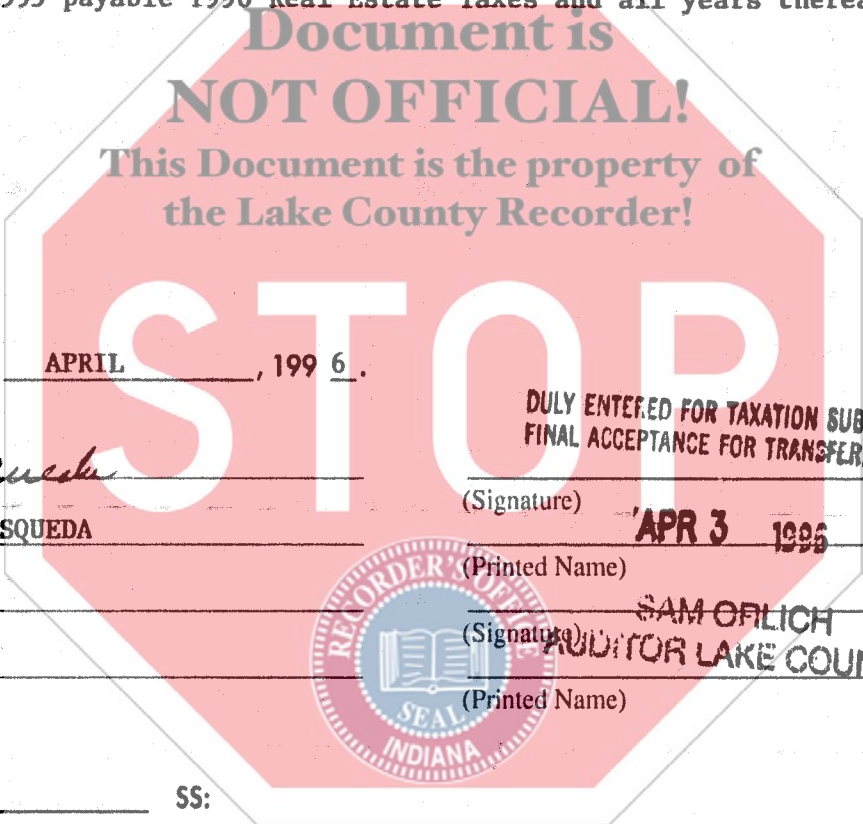 payable 1996 Real Estate Taxes and all years
Document is
NOT OFFICIAL!
This Document is the property of
the Lake County Recorder!
STOP
APRIL , 199 6 .
DULY ENTERED FOR TAXATION SUB
FINAL ACCEPTANCE FOR TRANSFER
(Signature)
SQUEDA
APR 3 1996
(Printed Name)
SAM ORLICH
(Signature)
AUDITOR LAKE COUN
(Printed Name)
RECORDER'S OFFICE
SEAL
INDIANA
SS: